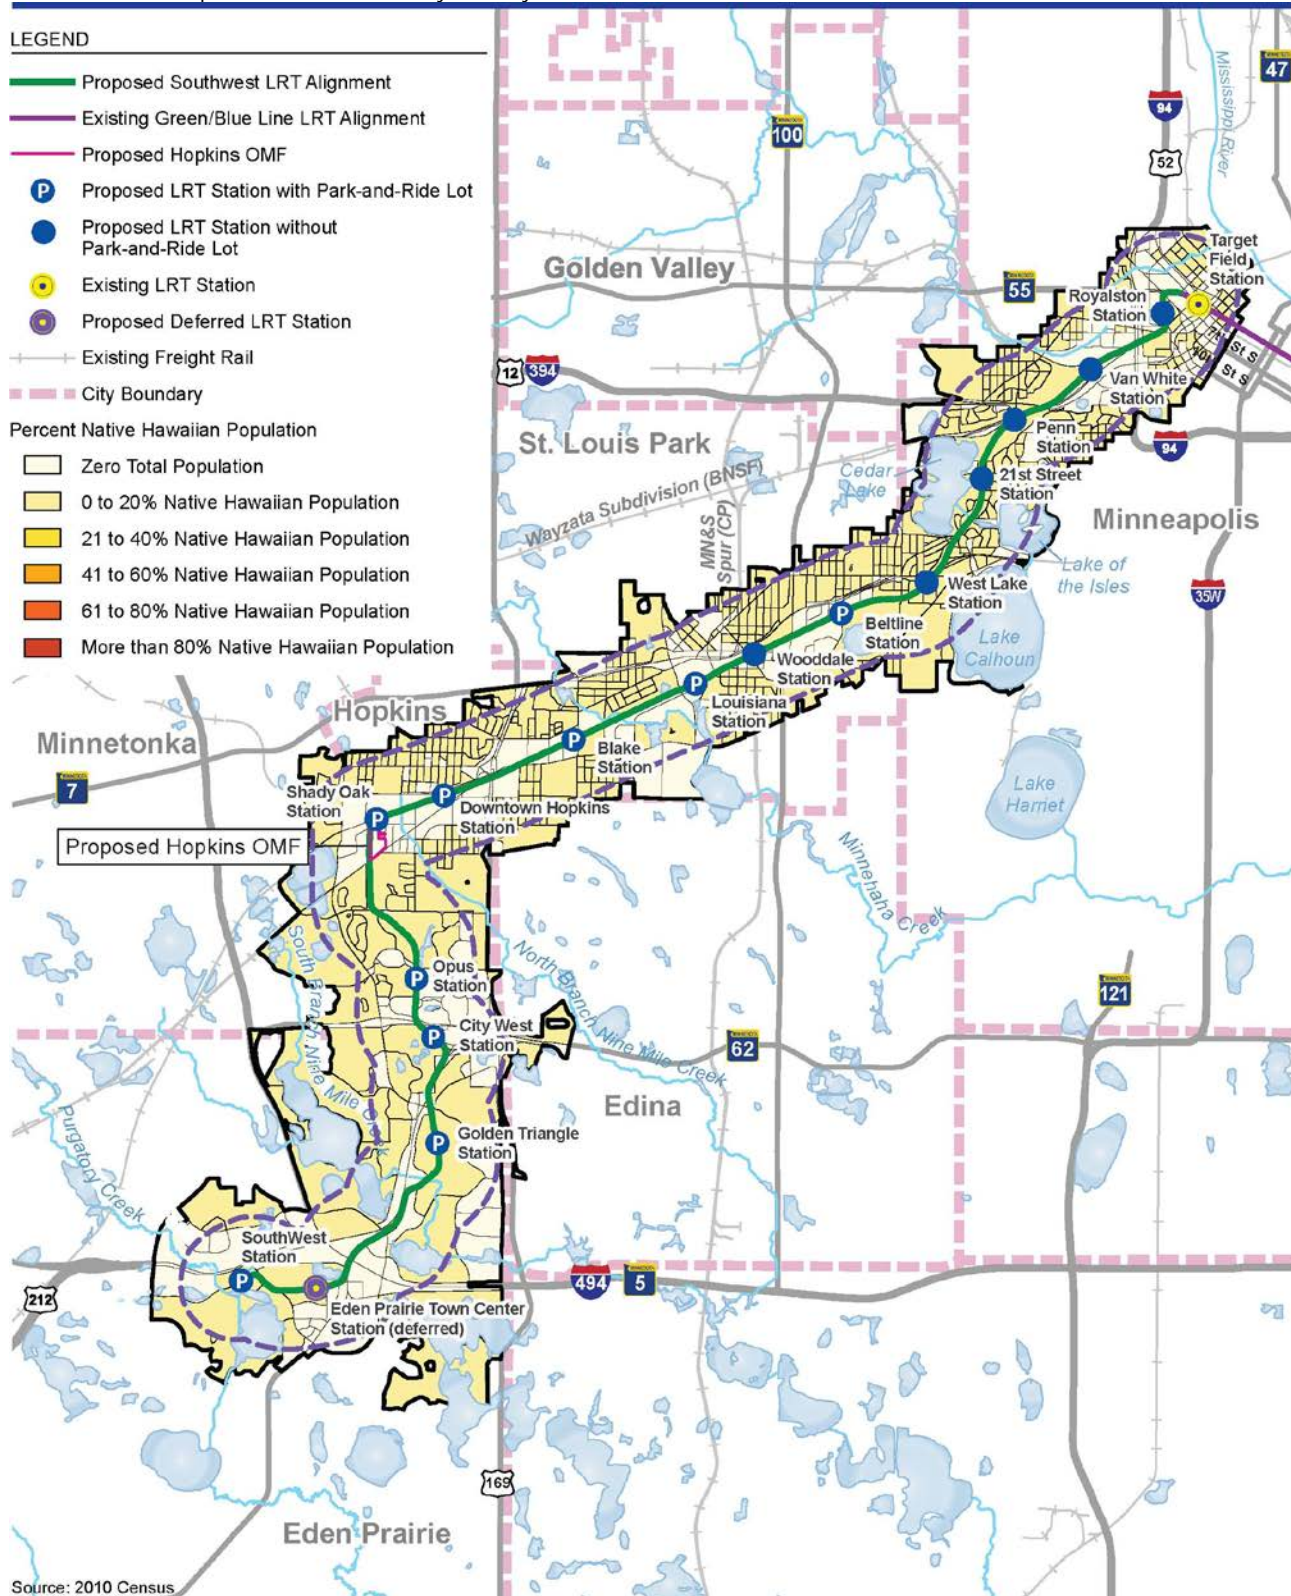 LEGEND
Proposed Southwest LRT Alignment
Existing Green/Blue Line LRT Alignment
Proposed Hopkins OMF
P
Proposed LRT Station with Park-and-Ride Lot
Proposed LRT Station without
Park-and-Ride Lot
Existing LRT Station
Proposed Deferred LRT Station
Existing Freight Rail
City Boundary
Percent Native Hawaiian Population
Zero Total Population
0 to 20% Native Hawaiian Population
21 to 40% Native Hawaiian Population
41 to 60% Native Hawaiian Population
61 to 80% Native Hawaiian Population
More than 80% Native Hawaiian Population
47
94
52
100
Mississippi River
Golden Valley
55
Target
Field
Station
Royalston
Station
7th St S
10th St S
12
394
Van White
Station
St. Louis Park
Penn
Station
94
Cedar
Lake
21st Street
Station
Wayzata Subdivision (BNSF)
MN&S
Spur (CP)
Minneapolis
Lake of
the Isles
35W
West Lake
Station
P
Beltline
Station
Lake
Calhoun
Wooddale
Station
P
Louisiana
Station
Hopkins
Minnetonka
P
Blake
Station
7
Shady Oak
Station
P
P
Downtown Hopkins
Station
Lake
Harriet
Proposed Hopkins OMF
Minnehaha Creek
South Branch Nine Mile Creek
North Branch Nine Mile Creek
P
Opus
Station
121
P
City West
Station
62
Edina
Purgatory Creek
P
Golden Triangle
Station
SouthWest
Station
P
494
5
212
Eden Prairie Town Center
Station (deferred)
169
Eden Prairie
Source: 2010 Census